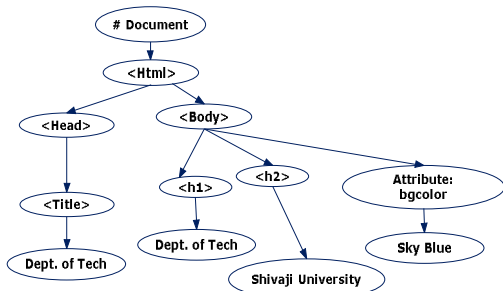 # Document
<Html>
<Head>
<Body>
<h1>
<h2>
Attribute:
bgcolor
<Title>
Dept. of Tech
Sky Blue
Dept. of Tech
Shivaji University